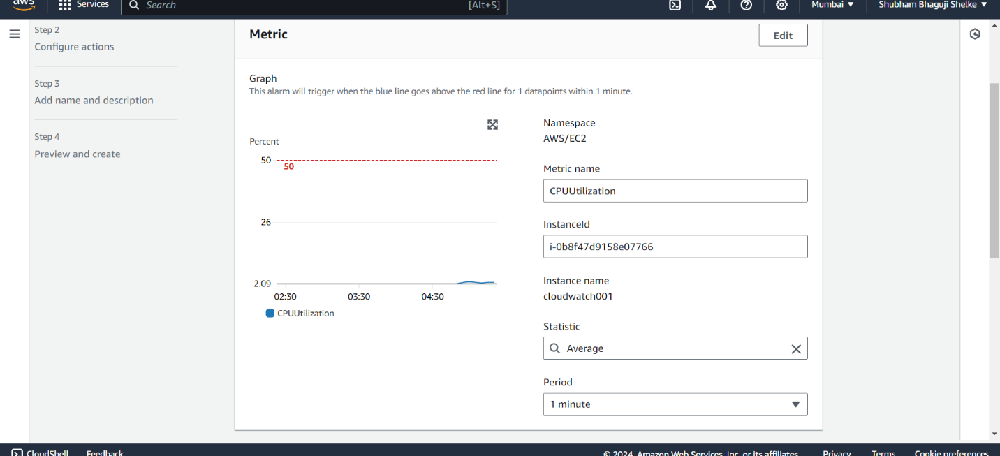 aws
Services
Search
[Alt+S]
Mumbai
Shubham Bhaguji Shelke
Step 2
Configure actions
Step 3
Add name and description
Step 4
Preview and create
Metric
Edit
Graph
This alarm will trigger when the blue line goes above the red line for 1 datapoints within 1 minute.
Percent
50
50
26
2.09
02:30
03:30
04:30
CPUUtilization
Namespace
AWS/EC2
Metric name
CPUUtilization
InstanceId
i-0b8f47d9158e07766
Instance name
cloudwatch001
Statistic
Average
Period
1 minute
CloudShell
Feedback
© 2024, Amazon Web Services, Inc. or its affiliates.
Privacy
Terms
Cookie preferences